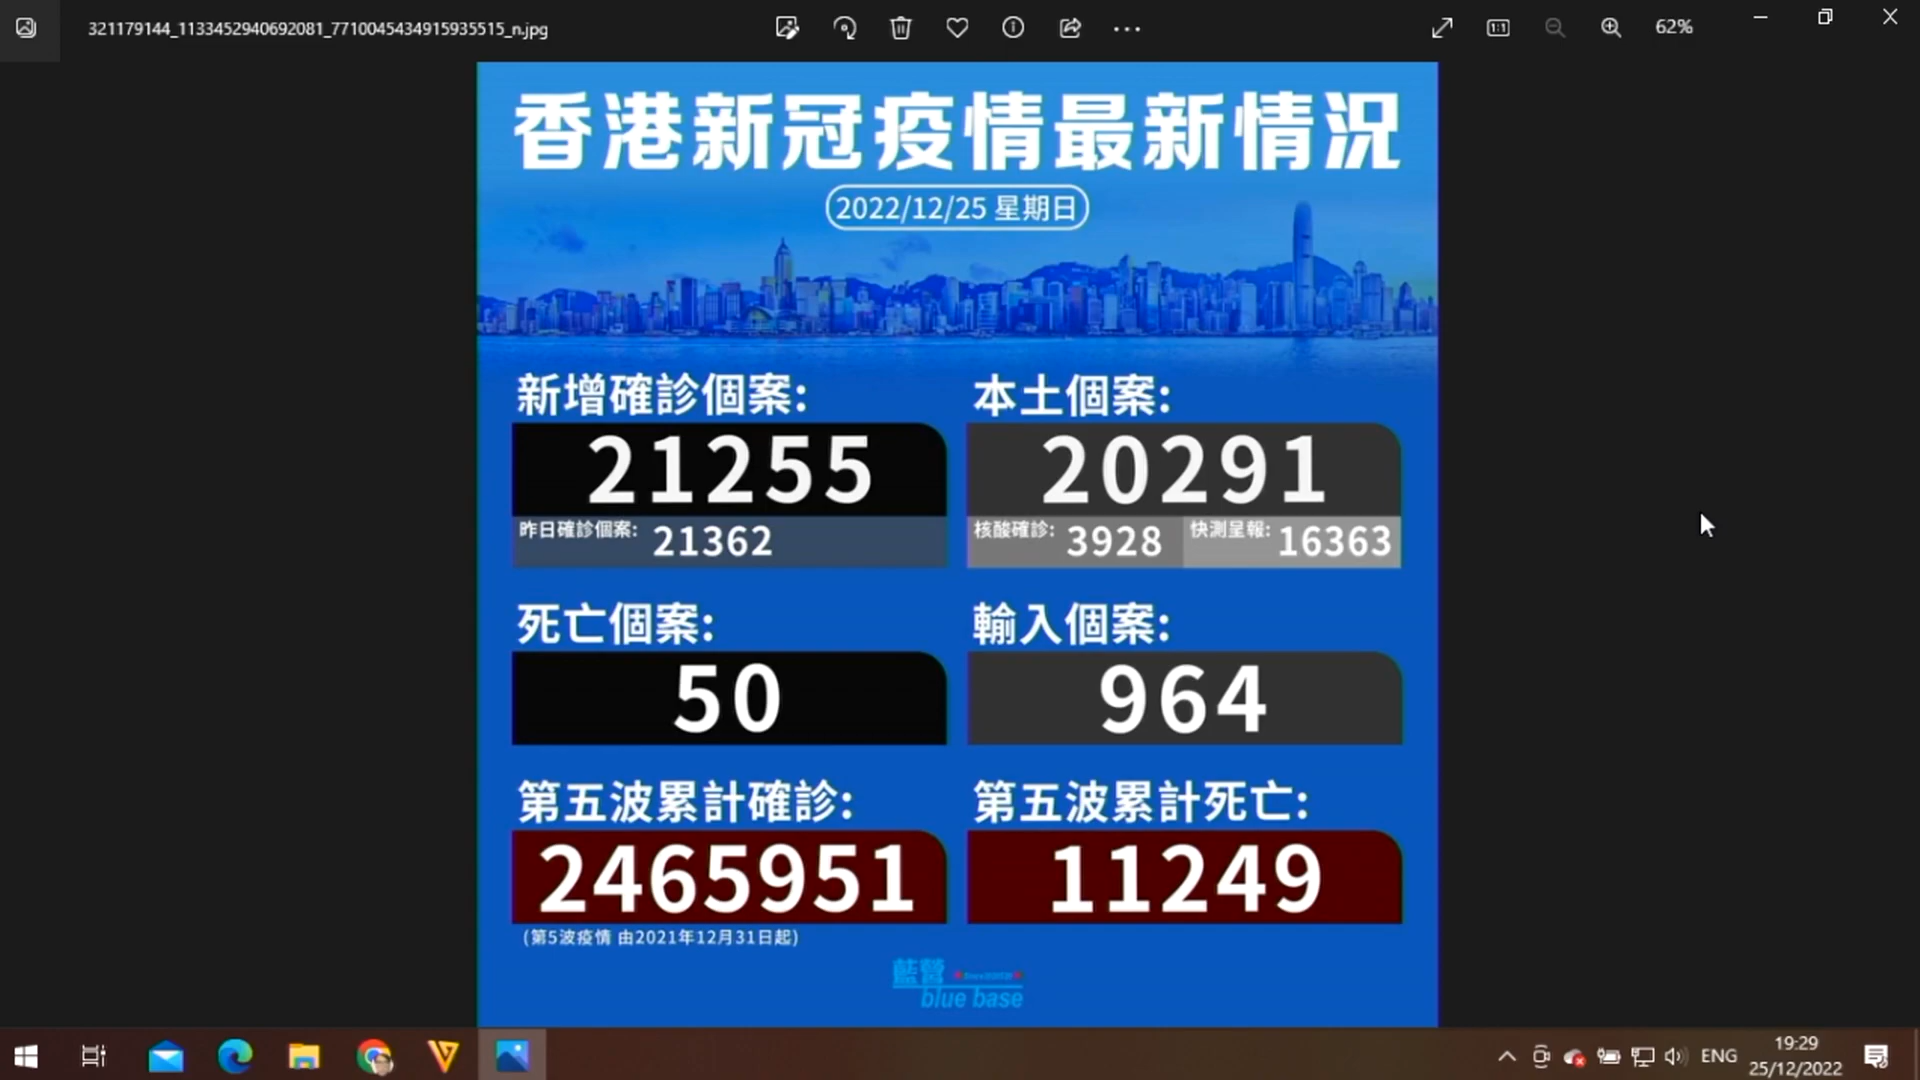 321179144_1133452940692081_7710045434915935515_n.jpg
62%
香港新冠疫情最新情況
2022/12/25 星期日
新增確診個案:
21255
昨日確診個案: 21362
本土個案:
20291
核酸確診: 3928 快測呈報: 16363
死亡個案:
50
輸入個案:
964
第五波累計確診:
2465951
(第5波疫情 由2021年12月31日起)
第五波累計死亡:
11249
藍營
blue base
ENG
19:29
25/12/2022